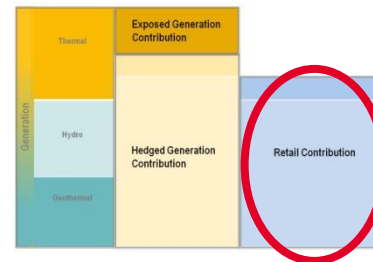 Generation
Thermal
Hydro
Geothermal
Exposed Generation
Contribution
Hedged Generation
Contribution
Retail Contribution